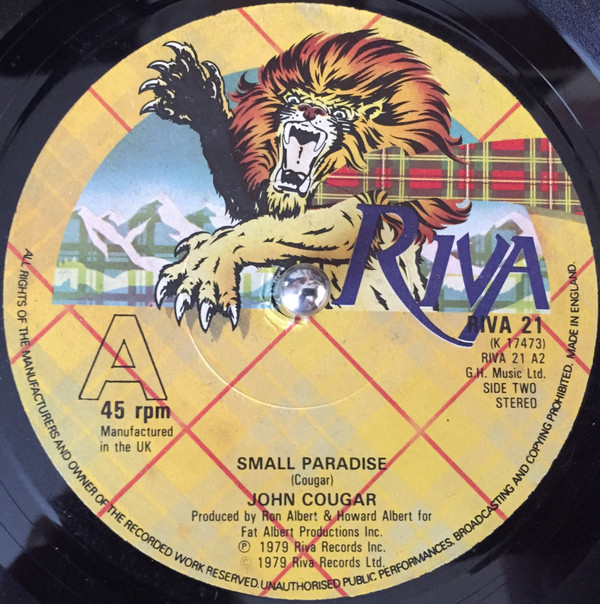 RIVA
RIVA 21
(K 17473)
RIVA 21 A2
G.H. Music Ltd.
SIDE TWO
STEREO
A
45 rpm
Manufactured
in the UK
SMALL PARADISE
(Cougar)
JOHN COUGAR
Produced by Ron Albert & Howard Albert for
Fat Albert Productions Inc.
℗ 1979 Riva Records Inc.
© 1979 Riva Records Ltd.
ALL RIGHTS OF THE MANUFACTURERS AND OWNER OF THE RECORDED WORK RESERVED. UNAUTHORISED PUBLIC PERFORMANCES, BROADCASTING AND COPYING PROHIBITED. MADE IN ENGLAND.